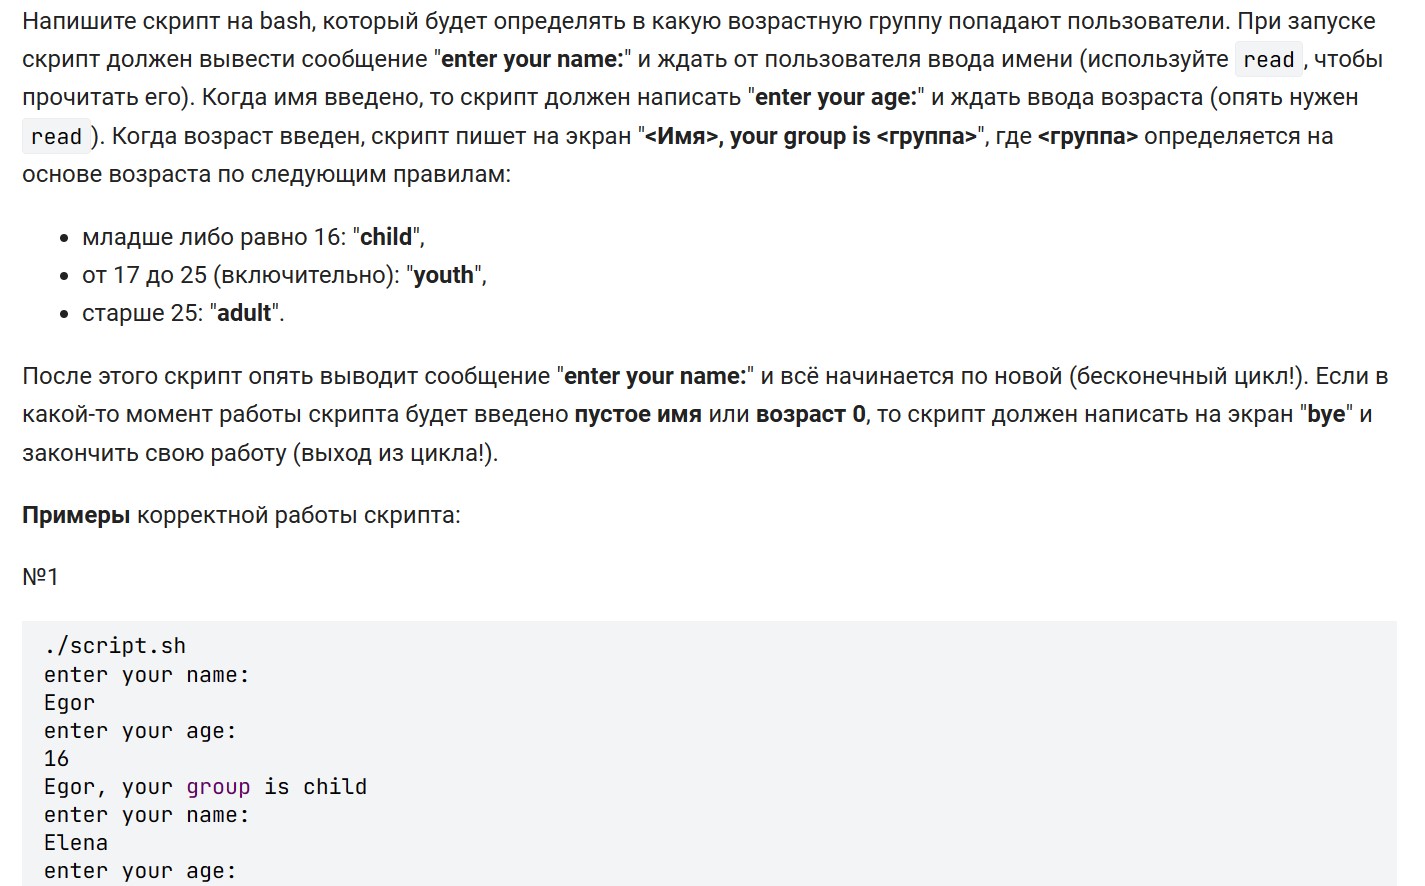 Напишите скрипт на bash, который будет определять в какую возрастную группу попадают пользователи. При запуске
скрипт должен вывести сообщение "enter your name:" и ждать от пользователя ввода имени (используйте read, чтобы
прочитать его). Когда имя введено, то скрипт должен написать "enter your age:" и ждать ввода возраста (опять нужен
read). Когда возраст введен, скрипт пишет на экран "<Имя>, your group is <группа>", где <группа> определяется на
основе возраста по следующим правилам:
• младше либо равно 16: "child",
• от 17 до 25 (включительно): "youth",
• старше 25: "adult".
После этого скрипт опять выводит сообщение "enter your name:" и всё начинается по новой (бесконечный цикл!). Если в
какой-то момент работы скрипта будет введено пустое имя или возраст 0, то скрипт должен написать на экран "bye" и
закончить свою работу (выход из цикла!).
Примеры корректной работы скрипта:
№1
./script.sh
enter your name:
Egor
enter your age:
16
Egor, your group is child
enter your name:
Elena
enter your age: